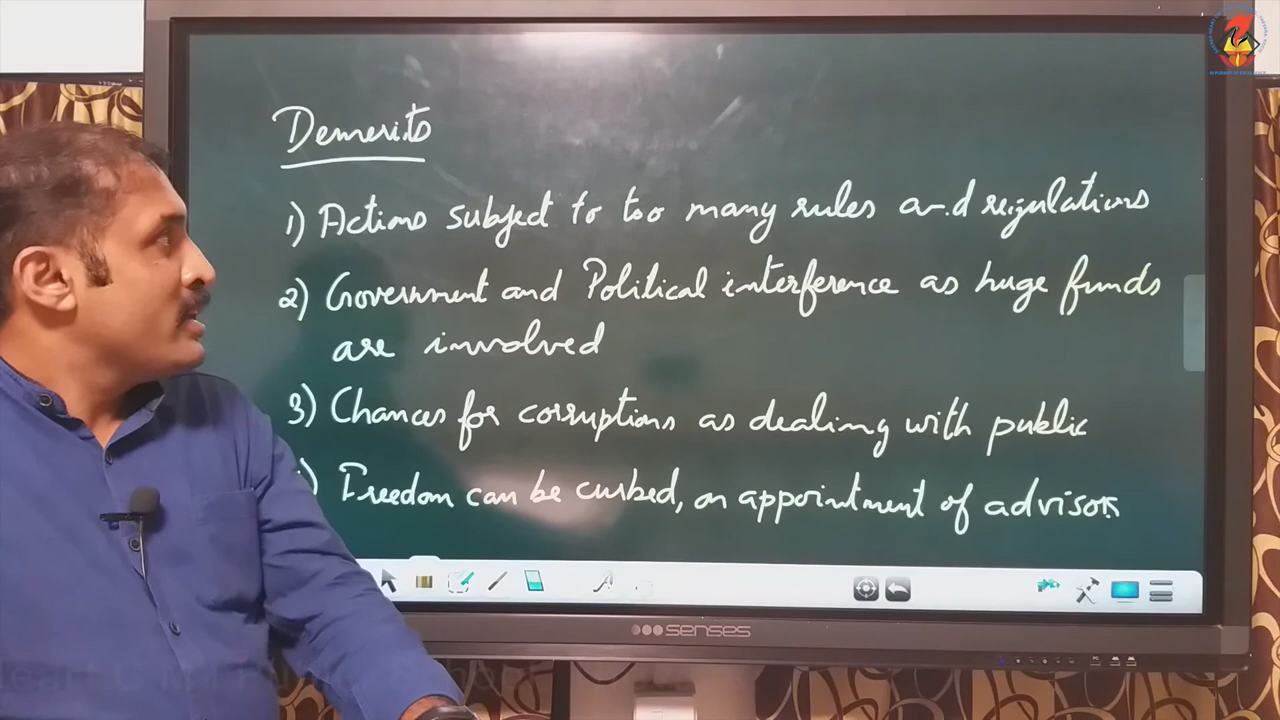 Demerits
1) Actions subject to too many rules and regulations
2) Government and Political interference as huge funds
are involved
3) Chances for corruptions as dealing with public
) Freedom can be curbed, on appointment of advisors
senses